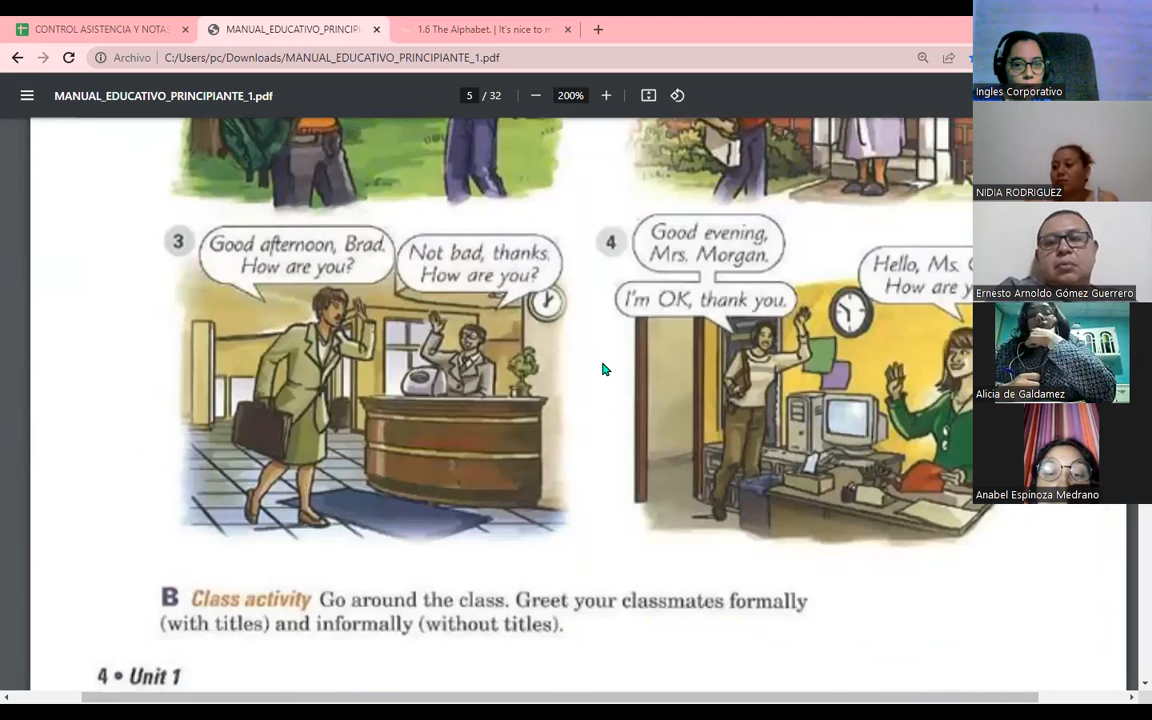 CONTROL ASISTENCIA Y NOTAS
MANUAL_EDUCATIVO_PRINCIPI
1.6 The Alphabet. | It's nice to m
Archivo
C:/Users/pc/Downloads/MANUAL_EDUCATIVO_PRINCIPIANTE_1.pdf
MANUAL_EDUCATIVO_PRINCIPIANTE_1.pdf
5 / 32
200%
3
Good afternoon, Brad.
How are you?
Not bad, thanks.
How are you?
4
Good evening,
Mrs. Morgan.
Hello, Ms.
How are y
I'm OK, thank you.
B Class activity Go around the class. Greet your classmates formally
(with titles) and informally (without titles).
4 • Unit 1
Ingles Corporativo
NIDIA RODRIGUEZ
Ernesto Arnoldo Gómez Guerrero
Alicia de Galdamez
Anabel Espinoza Medrano